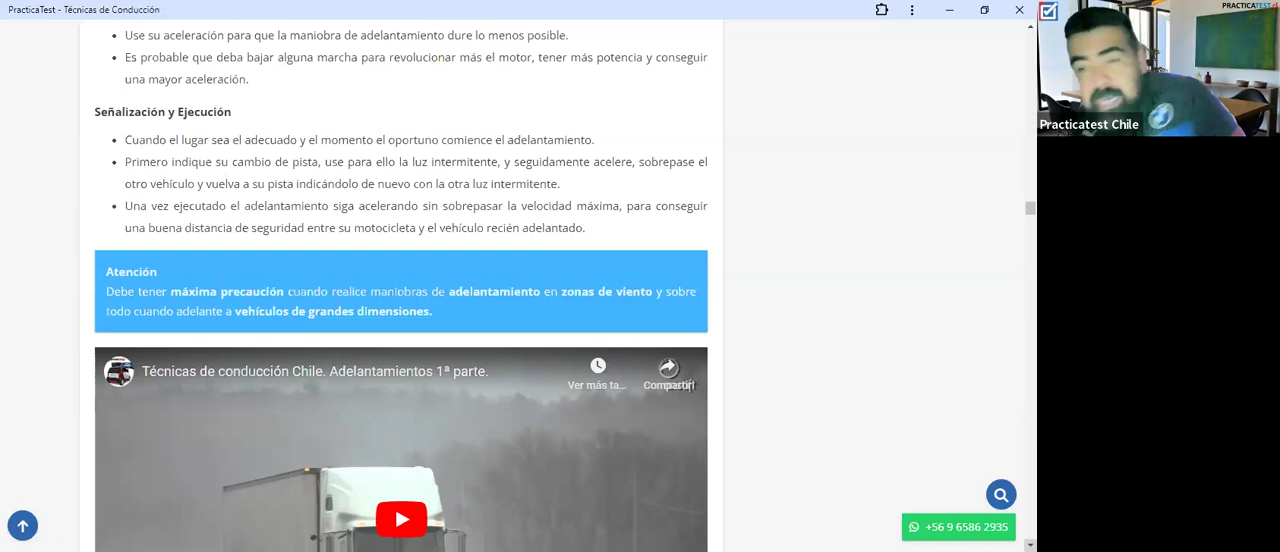 PracticaTest - Técnicas de Conducción
PRACTICATEST.cl
• Use su aceleración para que la maniobra de adelantamiento dure lo menos posible.
• Es probable que deba bajar alguna marcha para revolucionar más el motor, tener más potencia y conseguir
una mayor aceleración.
Señalización y Ejecución
• Cuando el lugar sea el adecuado y el momento el oportuno comience el adelantamiento.
• Primero indique su cambio de pista, use para ello la luz intermitente, y seguidamente acelere, sobrepase el
otro vehículo y vuelva a su pista indicándolo de nuevo con la otra luz intermitente.
• Una vez ejecutado el adelantamiento siga acelerando sin sobrepasar la velocidad máxima, para conseguir
una buena distancia de seguridad entre su motocicleta y el vehículo recién adelantado.
Atención
Debe tener máxima precaución cuando realice maniobras de adelantamiento en zonas de viento y sobre
todo cuando adelante a vehículos de grandes dimensiones.
Técnicas de conducción Chile. Adelantamientos 1ª parte.
Ver más ta...
Compartir
Practicatest Chile
+56 9 6586 2935